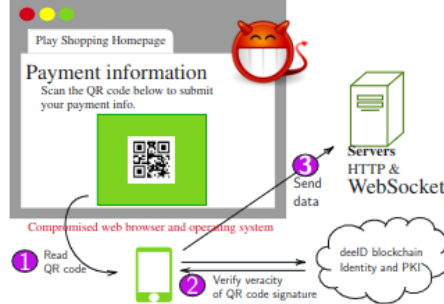 Play Shopping Homepage
Payment information
Scan the QR code below to submit
your payment info.
Compromised web browser and operating system
1
Read
QR code
2
Verify veracity
of QR code signature
3
Send
data
Servers
HTTP &
WebSocket
deeID blockchain
Identity and PKI